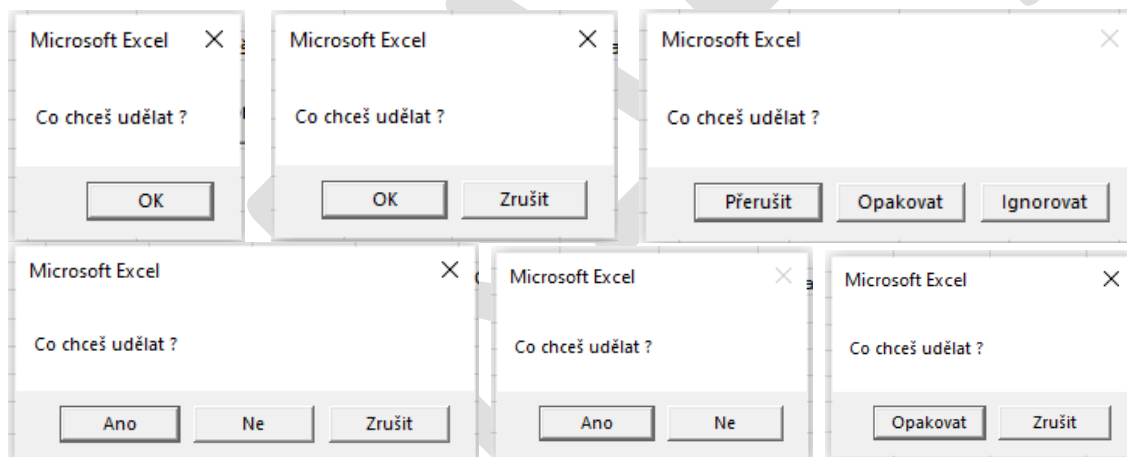 Microsoft Excel
Co chceš udělat ?
OK
Microsoft Excel
Co chceš udělat ?
OK Zrušit
Microsoft Excel
Co chceš udělat ?
Přerušit Opakovat Ignorovat
Microsoft Excel
Co chceš udělat ?
Ano Ne Zrušit
Microsoft Excel
Co chceš udělat ?
Ano Ne
Microsoft Excel
Co chceš udělat ?
Opakovat Zrušit